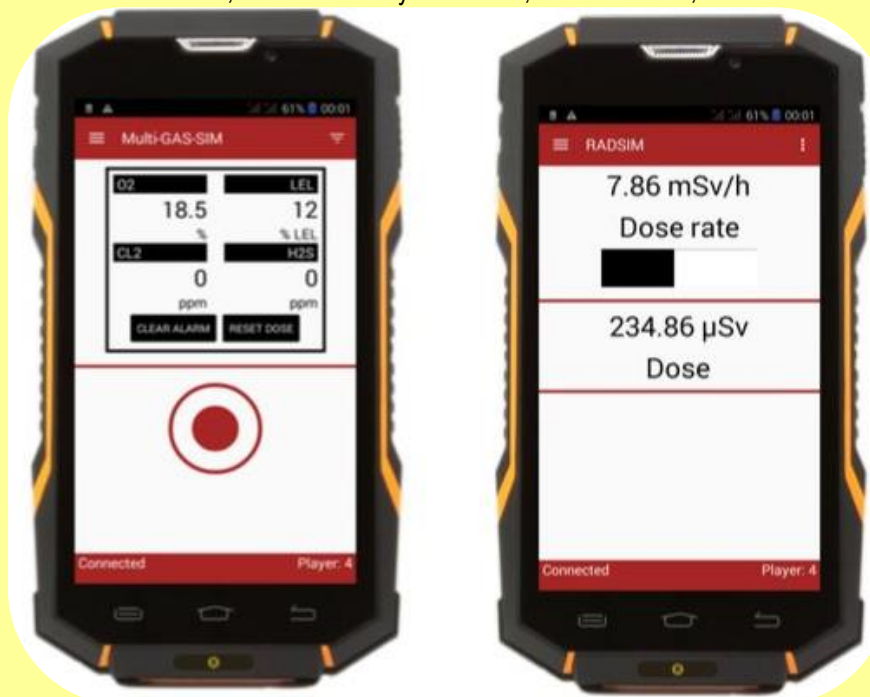 61% 00:01
Multi-GAS-SIM
O2 LEL
18.5 12
% % LEL
CL2 H2S
0 0
ppm ppm
CLEAR ALARM RESET DOSE
Connected Player: 4
61% 00:01
RADSIM
7.86 mSv/h
Dose rate
234.86 µSv
Dose
Connected Player: 4